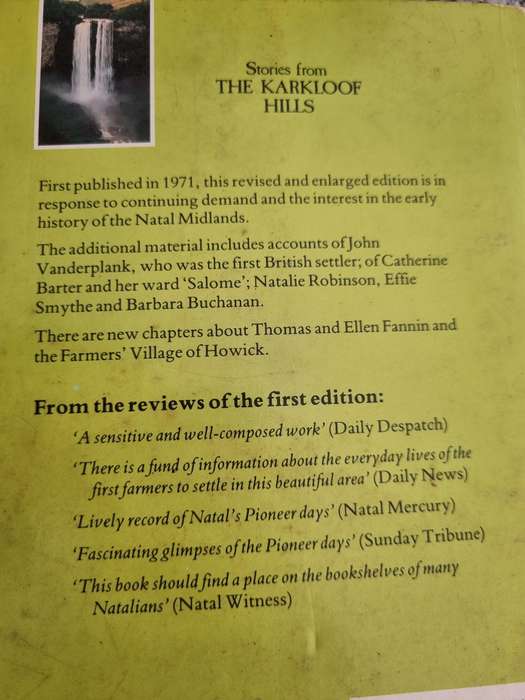 Stories from
THE KARKLOOF
HILLS
First published in 1971, this revised and enlarged edition is in
response to continuing demand and the interest in the early
history of the Natal Midlands.
The additional material includes accounts of John
Vanderplank, who was the first British settler; of Catherine
Barter and her ward ‘Salome’; Natalie Robinson, Effie
Smythe and Barbara Buchanan.
There are new chapters about Thomas and Ellen Fannin and
the Farmers’ Village of Howick.
From the reviews of the first edition:
‘A sensitive and well-composed work’ (Daily Despatch)
‘There is a fund of information about the everyday lives of the
first farmers to settle in this beautiful area’ (Daily News)
‘Lively record of Natal’s Pioneer days’ (Natal Mercury)
‘Fascinating glimpses of the Pioneer days’ (Sunday Tribune)
‘This book should find a place on the bookshelves of many
Natalians’ (Natal Witness)